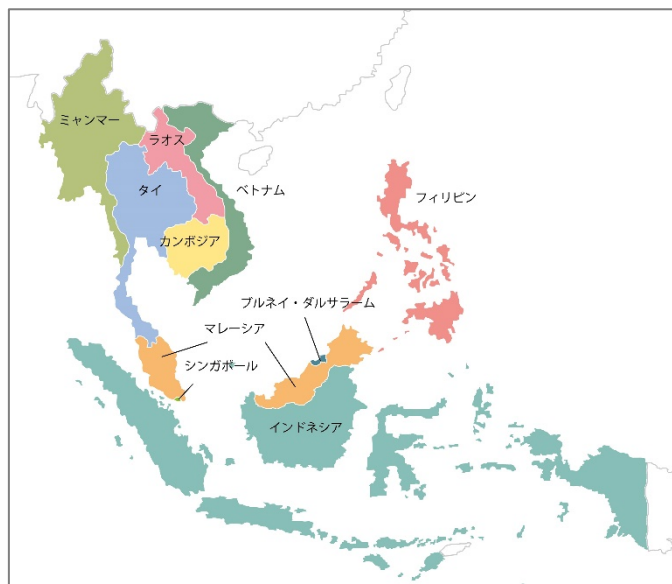 ミャンマー
ラオス
タイ
ベトナム
カンボジア
フィリピン
ブルネイ・ダルサラーム
マレーシア
シンガポール
インドネシア